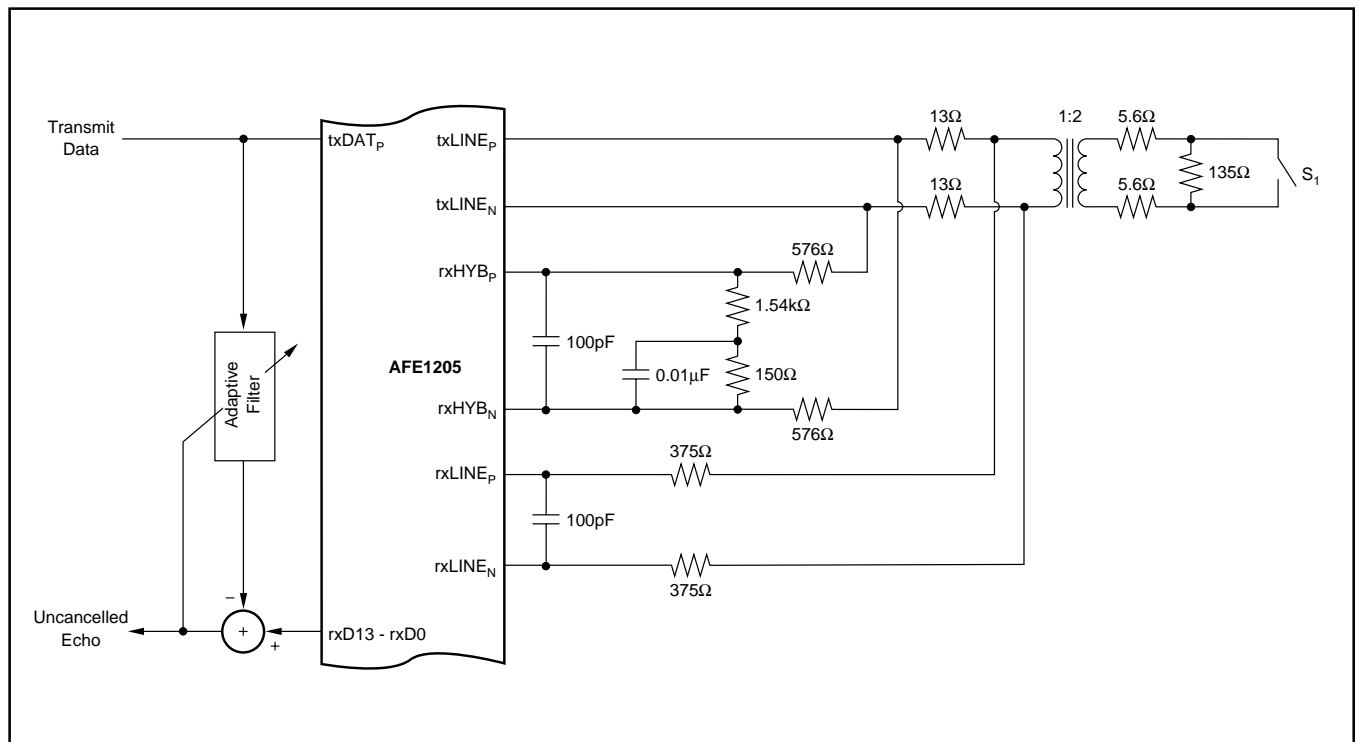 Transmit
Data
txDATP
txLINEP
13Ω
1:2
5.6Ω
135Ω
S1
txLINEN
13Ω
5.6Ω
rxHYBP
576Ω
1.54kΩ
100pF
Adaptive
Filter
AFE1205
0.01μF
150Ω
rxHYBN
576Ω
375Ω
rxLINEP
100pF
rxLINEN
375Ω
Uncancelled
Echo
−
+
+
rxD13 - rxD0